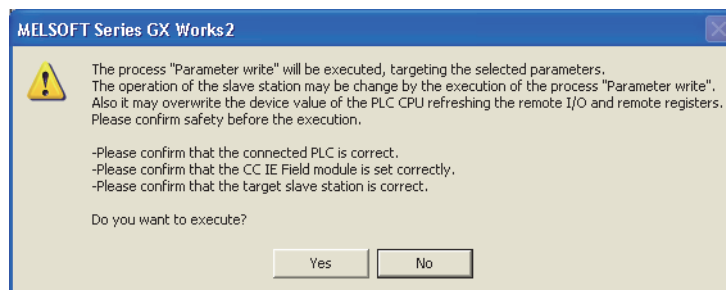 MELSOFT Series GX Works2
The process "Parameter write" will be executed, targeting the selected parameters.
The operation of the slave station may be change by the execution of the process "Parameter write".
Also it may overwrite the device value of the PLC CPU refreshing the remote I/O and remote registers.
Please confirm safety before the execution.
-Please confirm that the connected PLC is correct.
-Please confirm that the CC IE Field module is set correctly.
-Please confirm that the target slave station is correct.
Do you want to execute?
Yes
No